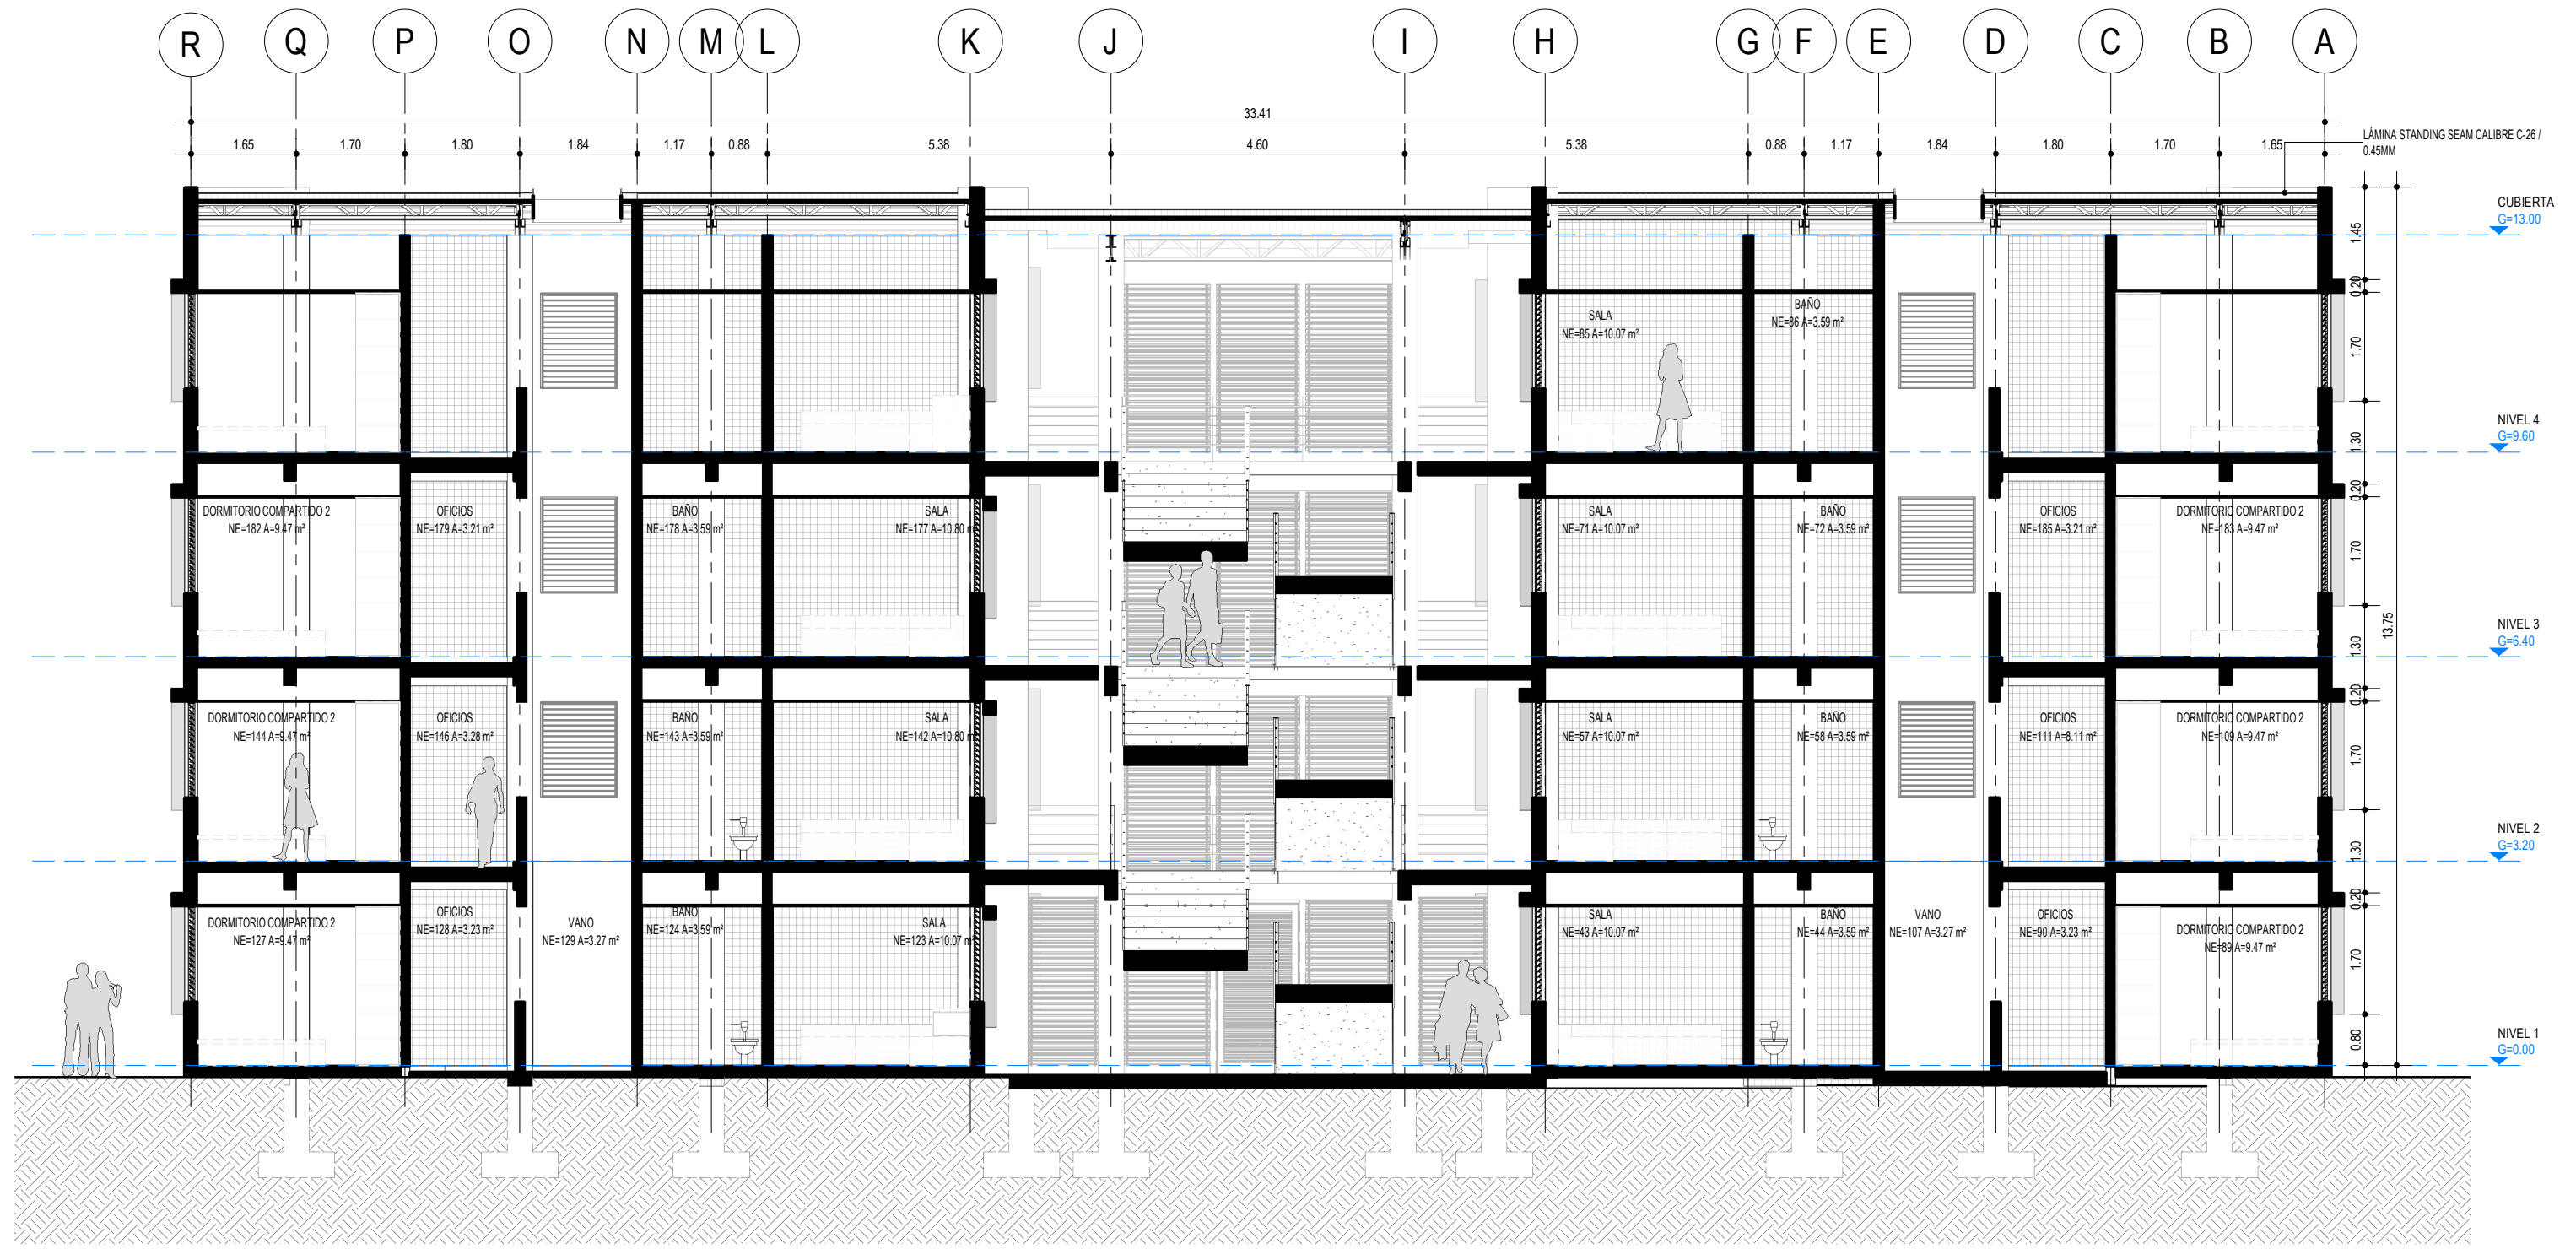 R Q P O N M L K J I H G F E D C B A
33.41
1.65 1.70 1.80 1.84 1.17 0.88 5.38 4.60 5.38 0.88 1.17 1.84 1.80 1.70 1.65
LÁMINA STANDING SEAM CALIBRE C-26 /
0.45MM
CUBIERTA
G=13.00
1.45
0.20
SALA
NE=85 A=10.07 m²
BAÑO
NE=86 A=3.59 m²
1.70
NIVEL 4
G=9.60
1.30
0.20
DORMITORIO COMPARTIDO 2
NE=182 A=9.47 m²
OFICIOS
NE=179 A=3.21 m²
BAÑO
NE=178 A=3.59 m²
SALA
NE=177 A=10.80 m²
SALA
NE=71 A=10.07 m²
BAÑO
NE=72 A=3.59 m²
OFICIOS
NE=185 A=3.21 m²
DORMITORIO COMPARTIDO 2
NE=183 A=9.47 m²
1.70
13.75
NIVEL 3
G=6.40
1.30
0.20
DORMITORIO COMPARTIDO 2
NE=144 A=9.47 m²
OFICIOS
NE=146 A=3.28 m²
BAÑO
NE=143 A=3.59 m²
SALA
NE=142 A=10.80 m²
SALA
NE=57 A=10.07 m²
BAÑO
NE=58 A=3.59 m²
OFICIOS
NE=111 A=8.11 m²
DORMITORIO COMPARTIDO 2
NE=109 A=9.47 m²
1.70
NIVEL 2
G=3.20
1.30
0.20
DORMITORIO COMPARTIDO 2
NE=127 A=9.47 m²
OFICIOS
NE=128 A=3.23 m²
VANO
NE=129 A=3.27 m²
BAÑO
NE=124 A=3.59 m²
SALA
NE=123 A=10.07 m²
SALA
NE=43 A=10.07 m²
BAÑO
NE=44 A=3.59 m²
VANO
NE=107 A=3.27 m²
OFICIOS
NE=90 A=3.23 m²
DORMITORIO COMPARTIDO 2
NE=89 A=9.47 m²
1.70
0.80
NIVEL 1
G=0.00